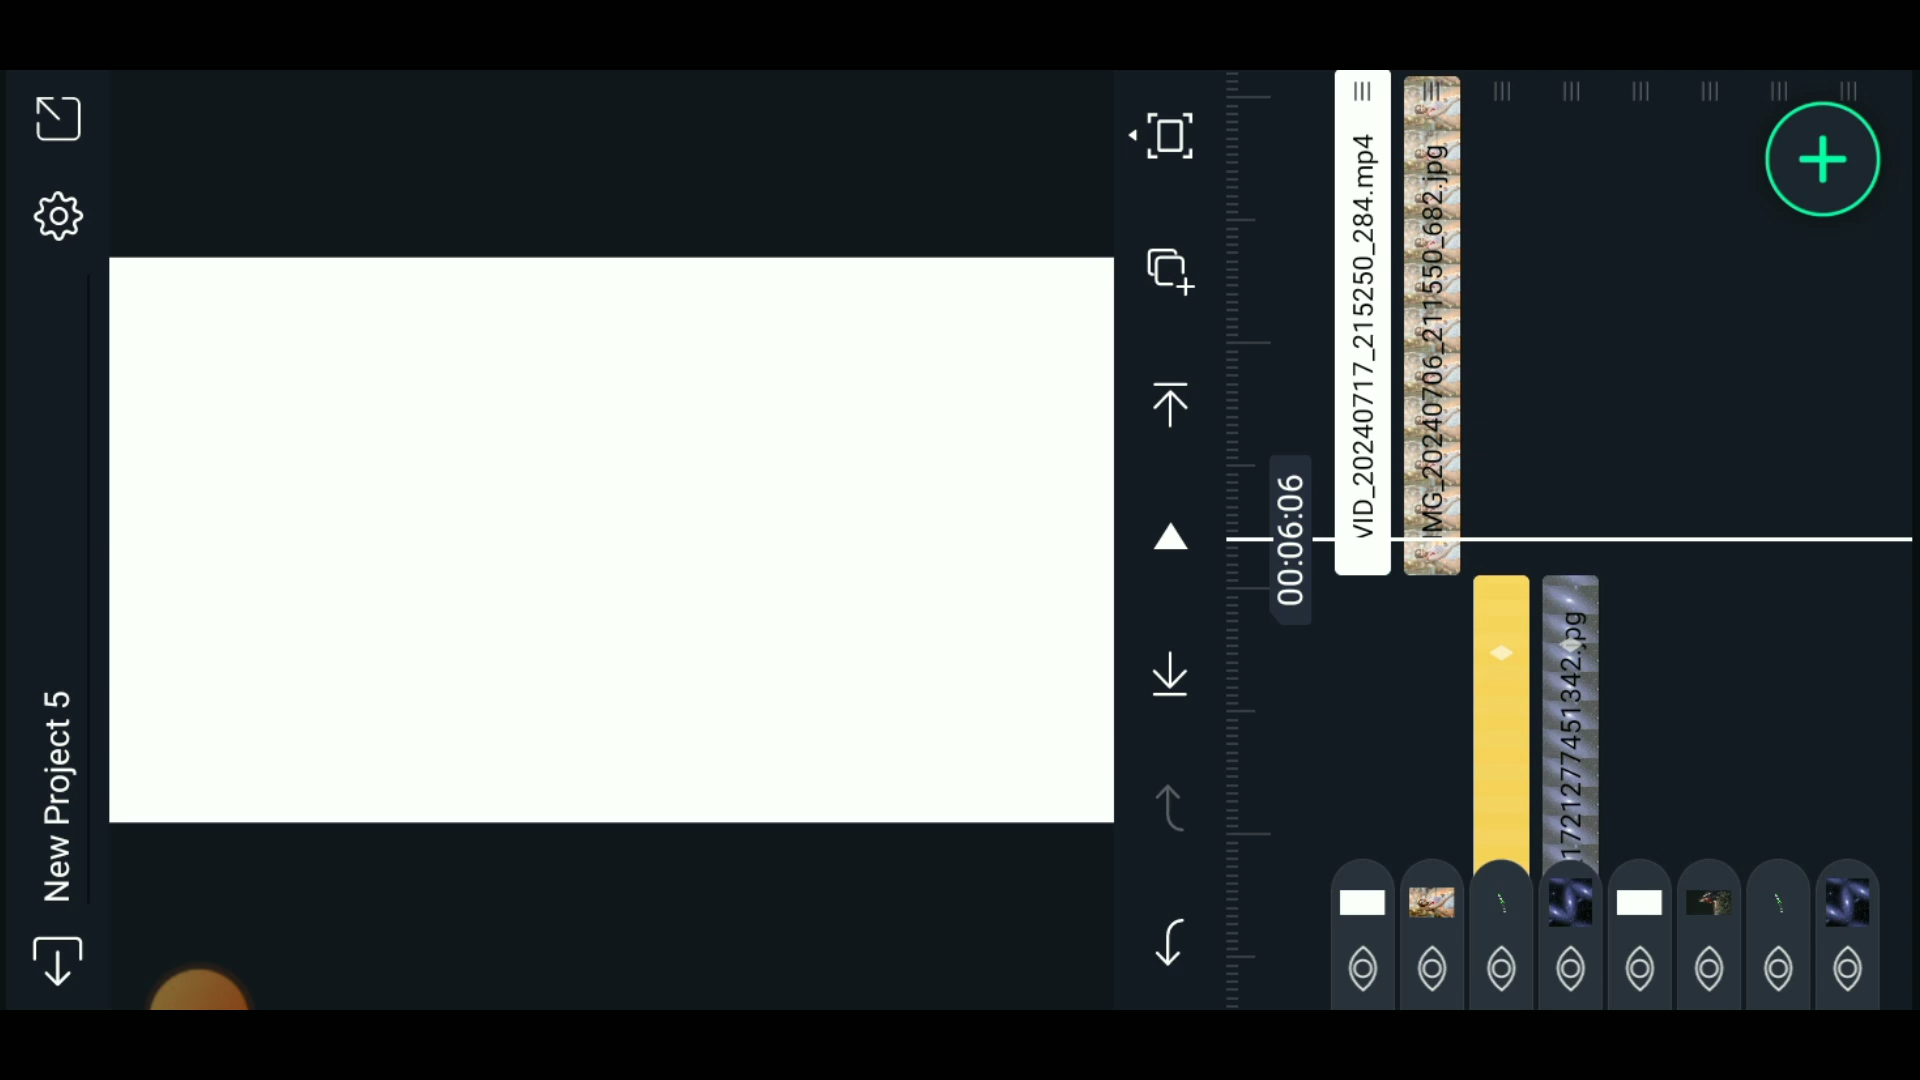 New Project 5
00:06:06
VID_20240717_215250_284.mp4
IMG_20240706_211550_682.jpg
1721277451342.jpg